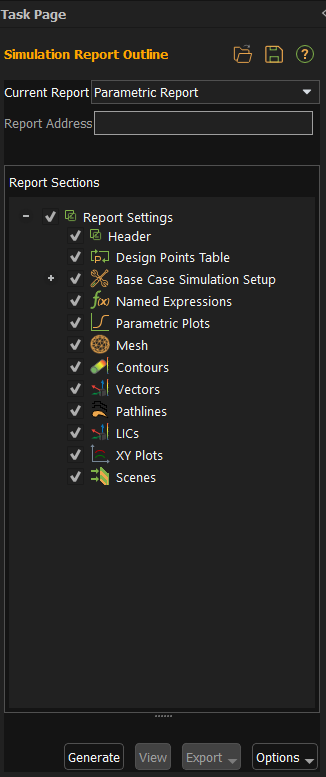 Task Page
Simulation Report Outline
?
Current Report Parametric Report
Report Address
Report Sections
Report Settings
Header
Design Points Table
Base Case Simulation Setup
f(x) Named Expressions
Parametric Plots
Mesh
Contours
Vectors
Pathlines
LICs
XY Plots
Scenes
Generate View Export Options